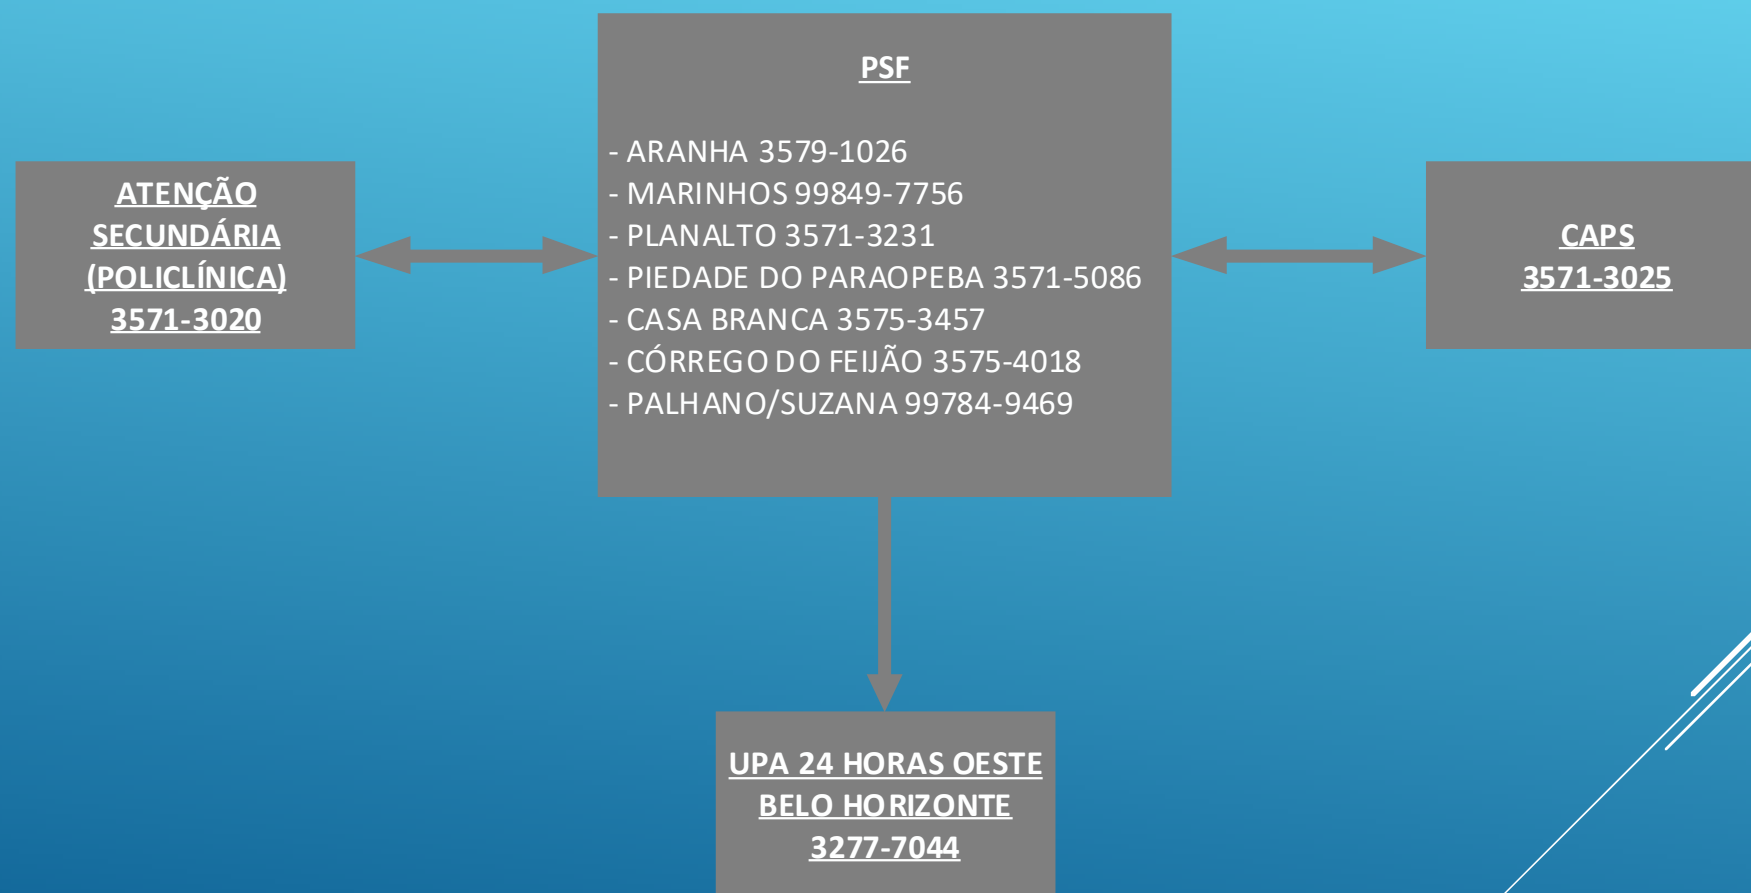 PSF
- ARANHA 3579-1026
- MARINHOS 99849-7756
- PLANALTO 3571-3231
- PIEDADE DO PARAOPEBA 3571-5086
- CASA BRANCA 3575-3457
- CÓRREGO DO FEIJÃO 3575-4018
- PALHANO/SUZANA 99784-9469
ATENÇÃO
SECUNDÁRIA
(POLICLÍNICA)
3571-3020
CAPS
3571-3025
UPA 24 HORAS OESTE
BELO HORIZONTE
3277-7044